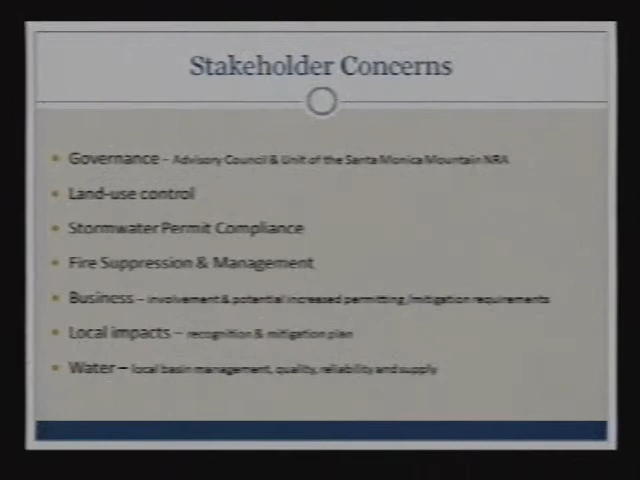 Stakeholder Concerns
Governance – Advisory Council & Unit of the Santa Monica Mountain NRA
Land-use control
Stormwater Permit Compliance
Fire Suppression & Management
Business – involvement & potential increased permitting /mitigation requirements
Local impacts – recognition & mitigation plan
Water – local basin management, quality, reliability and supply